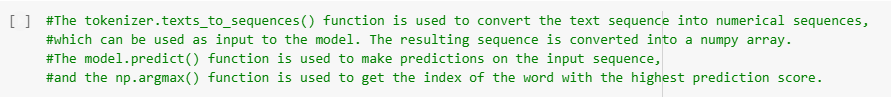 [ ] #The tokenizer.texts_to_sequences() function is used to convert the text sequence into numerical sequences,
#which can be used as input to the model. The resulting sequence is converted into a numpy array.
#The model.predict() function is used to make predictions on the input sequence,
#and the np.argmax() function is used to get the index of the word with the highest prediction score.